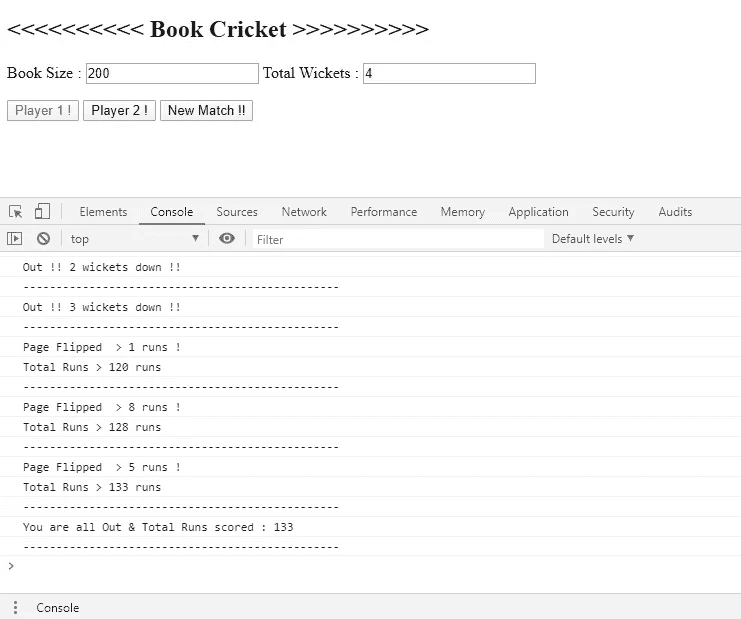 <<<<<<<<<< Book Cricket >>>>>>>>>>
Book Size : 200 Total Wickets : 4
Player 1 ! Player 2 ! New Match !!
Elements Console Sources Network Performance Memory Application Security Audits
top ▼ Filter Default levels ▼
Out !! 2 wickets down !!
------------------------------------------------
Out !! 3 wickets down !!
------------------------------------------------
Page Flipped  > 1 runs !
Total Runs > 120 runs
------------------------------------------------
Page Flipped  > 8 runs !
Total Runs > 128 runs
------------------------------------------------
Page Flipped  > 5 runs !
Total Runs > 133 runs
------------------------------------------------
You are all Out & Total Runs scored : 133
------------------------------------------------
>
Console